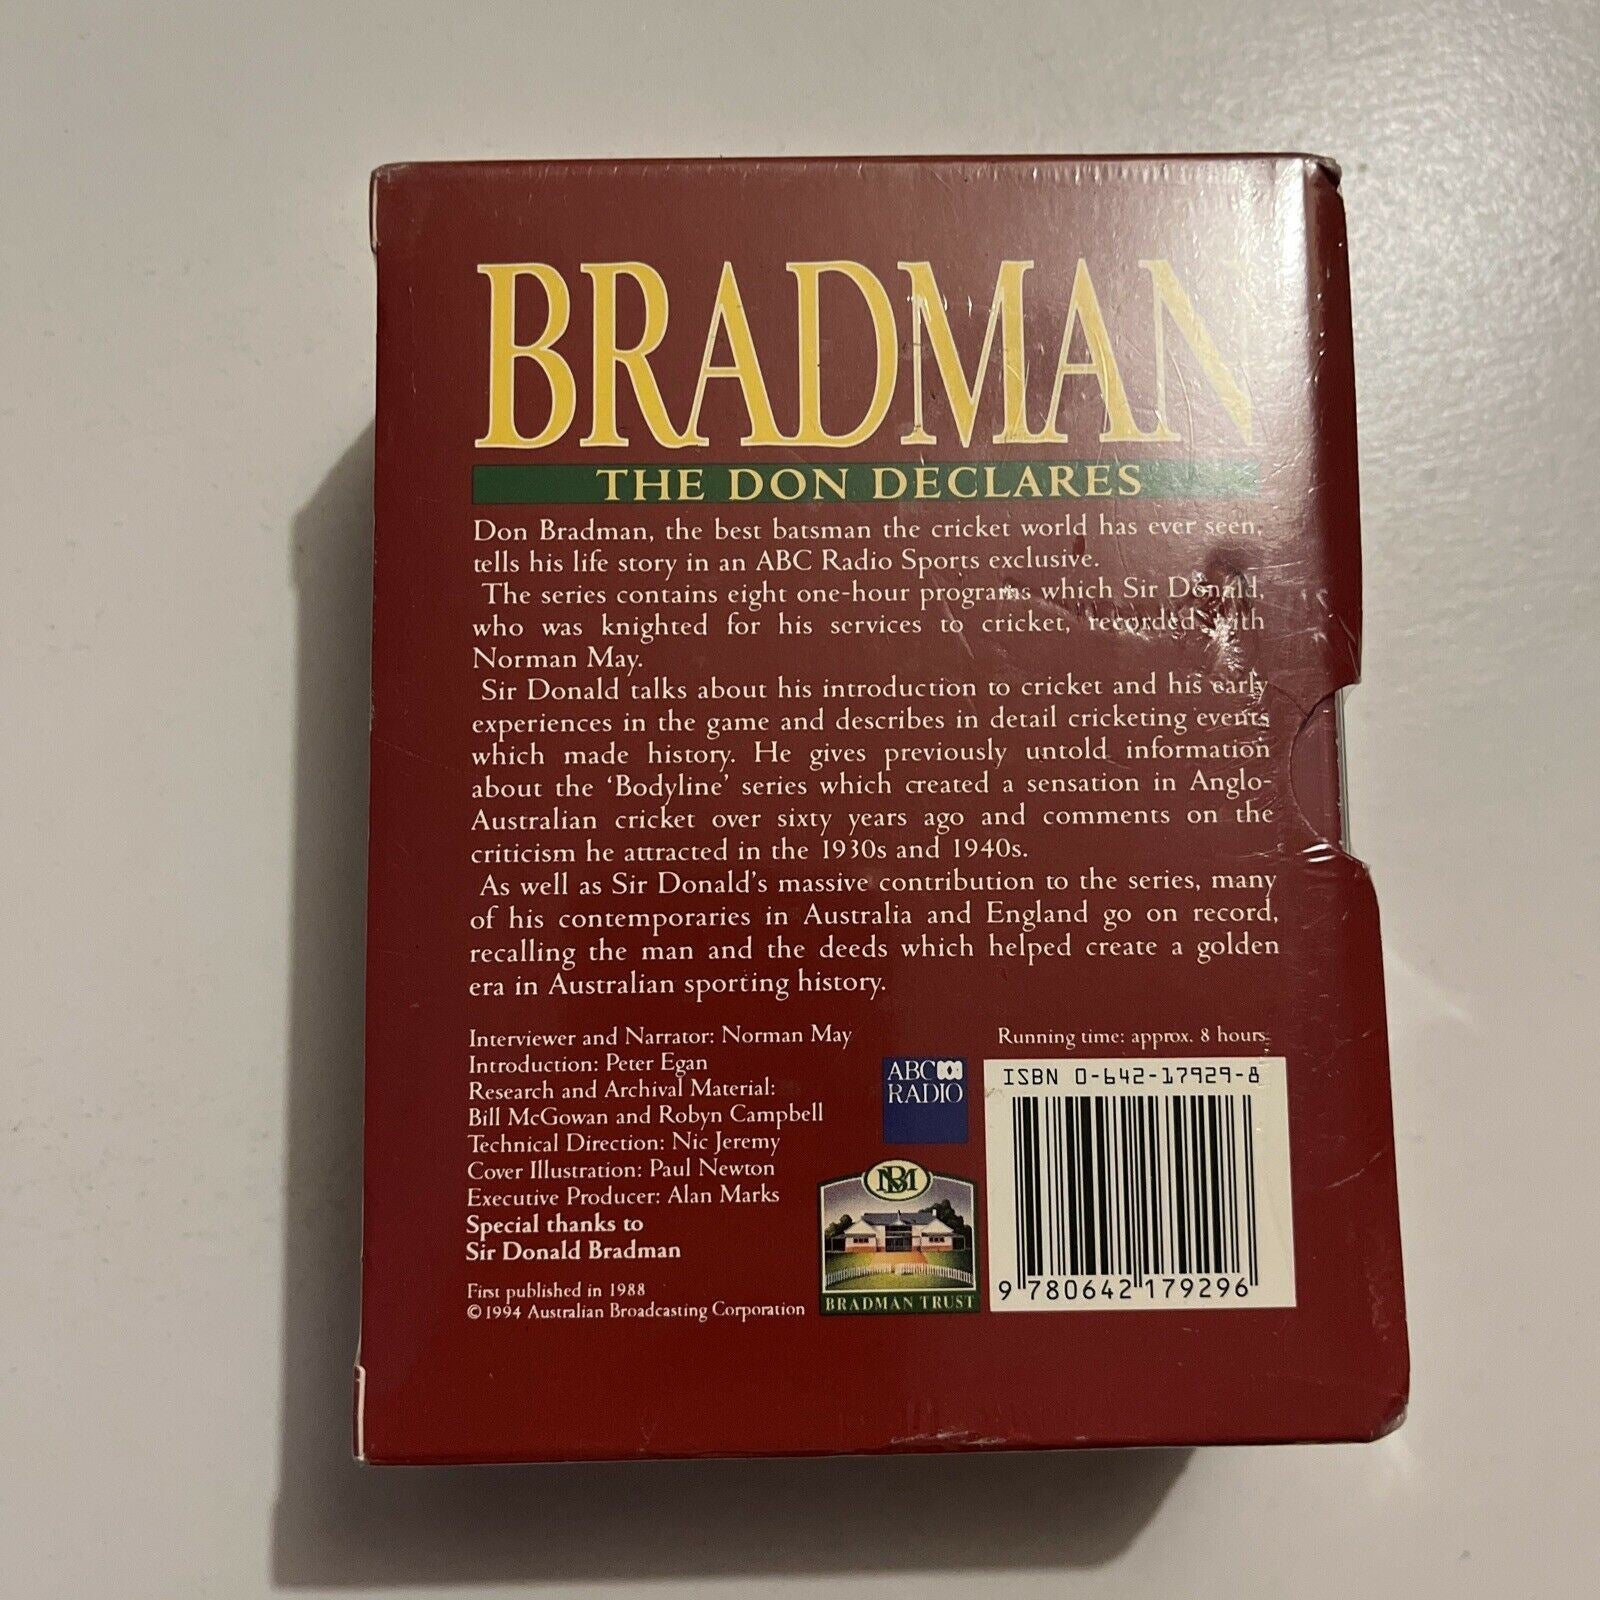 BRADMAN
THE DON DECLARES
Don Bradman, the best batsman the cricket world has ever seen,
tells his life story in an ABC Radio Sports exclusive.
The series contains eight one-hour programs which Sir Donald,
who was knighted for his services to cricket, recorded with
Norman May.
Sir Donald talks about his introduction to cricket and his early
experiences in the game and describes in detail cricketing events
which made history. He gives previously untold information
about the ‘Bodyline’ series which created a sensation in Anglo-
Australian cricket over sixty years ago and comments on the
criticism he attracted in the 1930s and 1940s.
As well as Sir Donald’s massive contribution to the series, many
of his contemporaries in Australia and England go on record,
recalling the man and the deeds which helped create a golden
era in Australian sporting history.
Interviewer and Narrator: Norman May
Introduction: Peter Egan
Research and Archival Material:
Bill McGowan and Robyn Campbell
Technical Direction: Nic Jeremy
Cover Illustration: Paul Newton
Executive Producer: Alan Marks
Special thanks to
Sir Donald Bradman
First published in 1988
© 1994 Australian Broadcasting Corporation
ABC
RADIO
BM
BRADMAN TRUST
Running time: approx. 8 hours
ISBN 0-642-17929-8
9 780642 179296